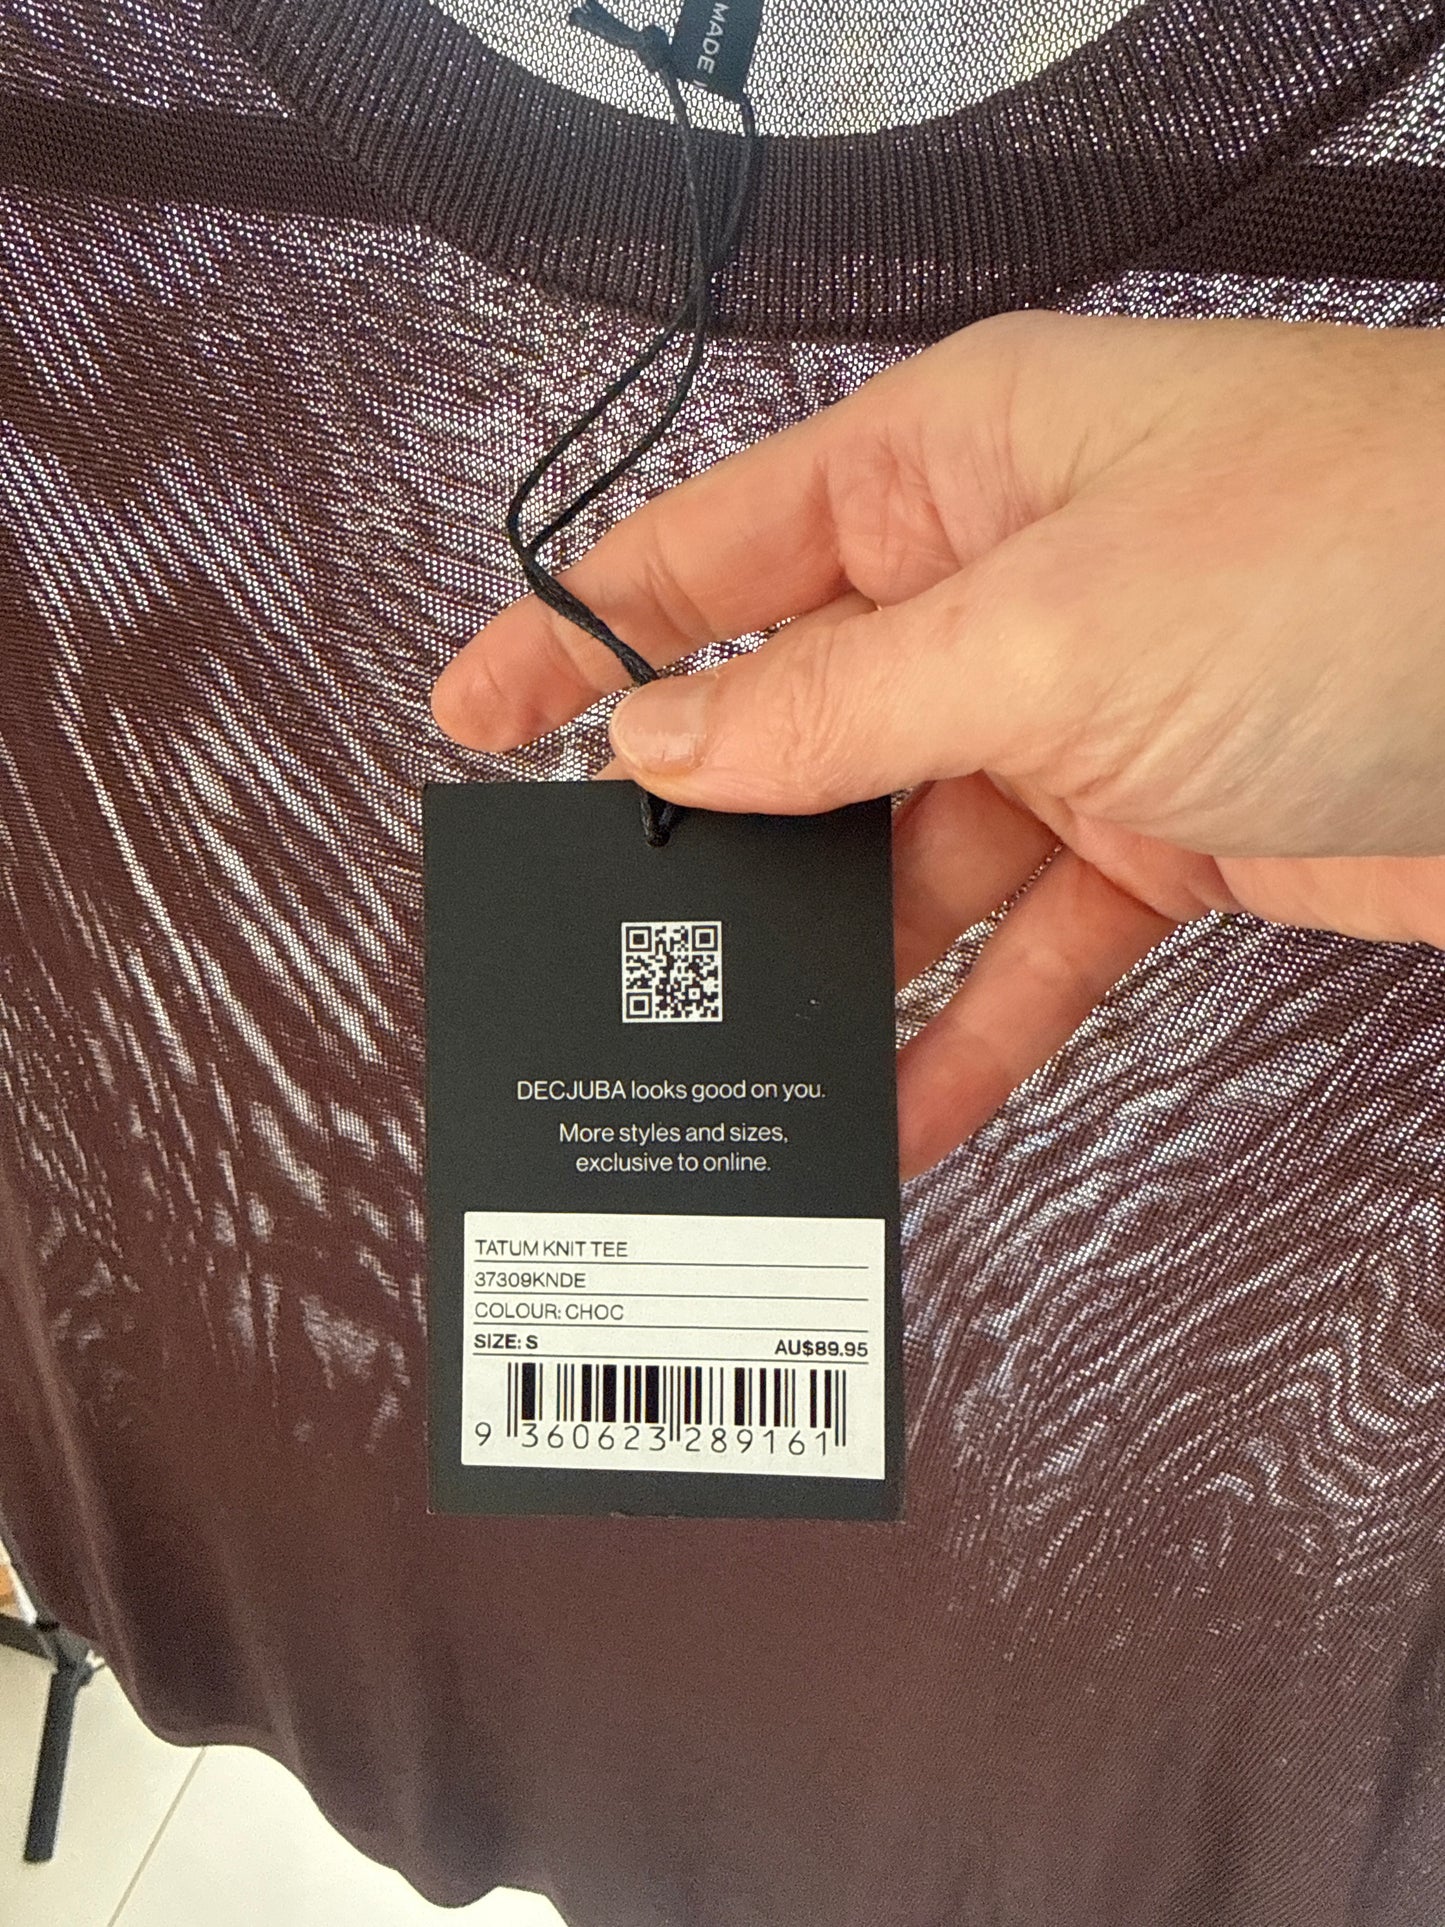 MADE
DECJUBA looks good on you.
More styles and sizes,
exclusive to online.
TATUM KNIT TEE
37309KNDE
COLOUR: CHOC
SIZE: S AU$89.95
9 360623 289161